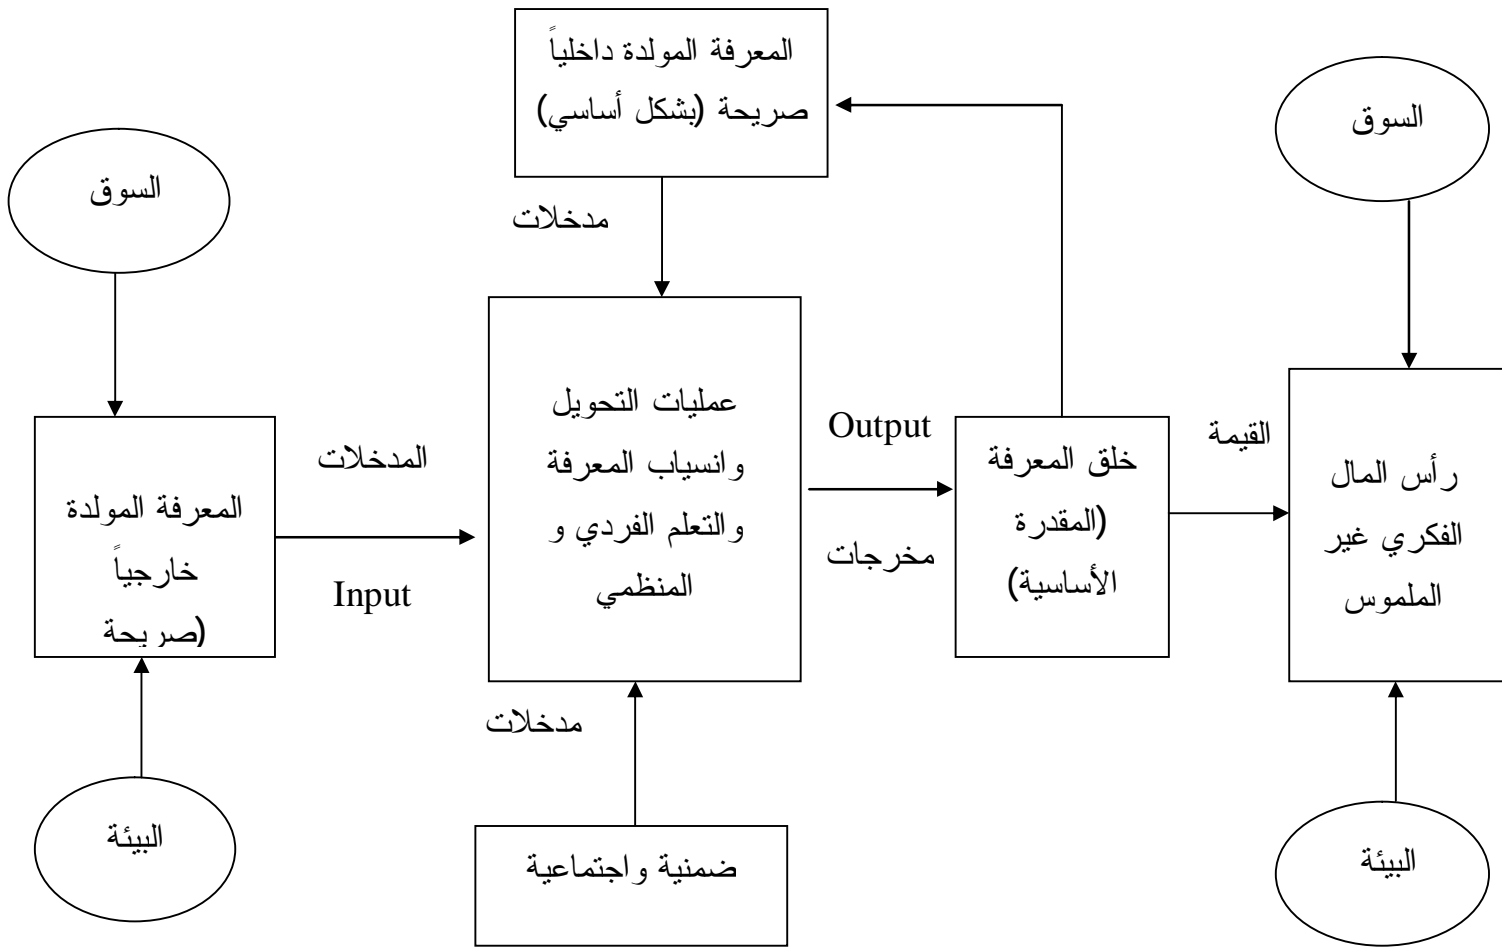 المعرفة المولدة داخلياً
صريحة (بشكل أساسي)
السوق
السوق
مدخلات
عمليات التحويل
وانسياب المعرفة
والتعلم الفردي و
المنظمي
المدخلات
Input
المعرفة المولدة
خارجياً
(صريحة
Output
مخرجات
خلق المعرفة
(المقدرة
الأساسية)
القيمة
رأس المال
الفكري غير
الملموس
مدخلات
البيئة
ضمنية واجتماعية
البيئة